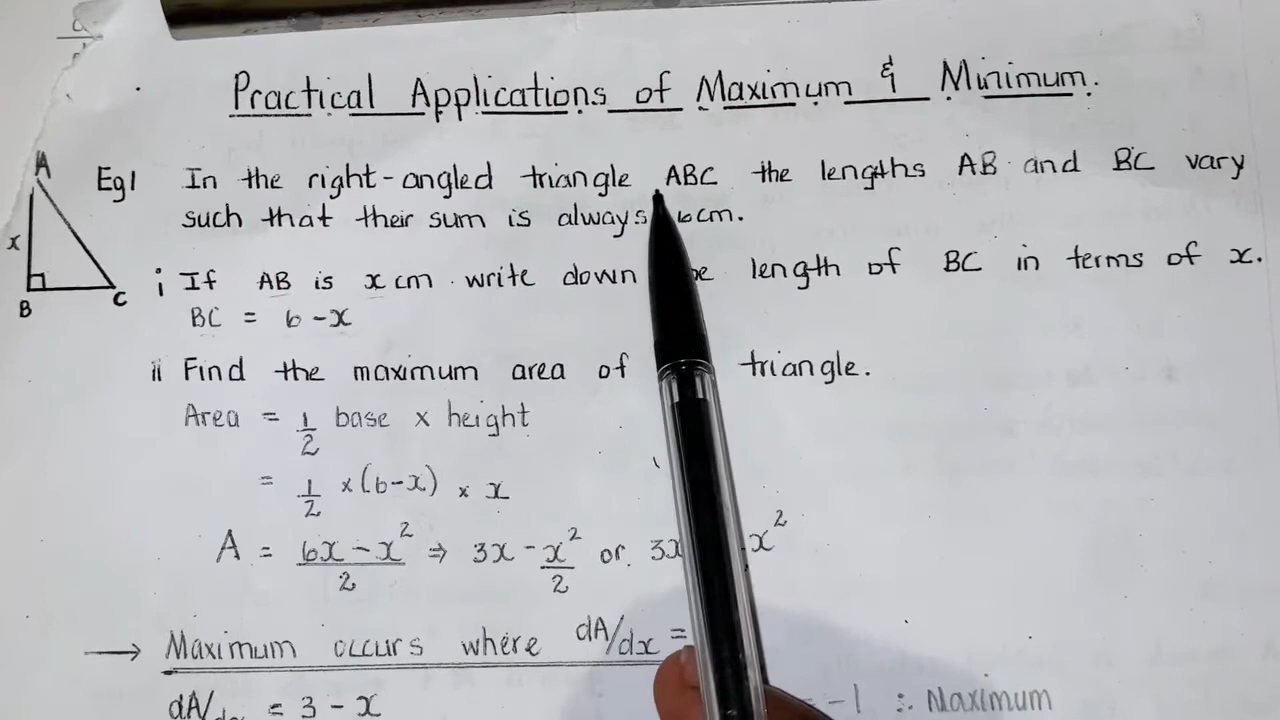 Practical Applications of Maximum & Minimum.
A
Eg1 In the right-angled triangle ABC the lengths AB and BC vary
such that their sum is always 6cm.
x
B
C
i If AB is x cm write down length of BC in terms of x.
BC = 6 - x
ii Find the maximum area of triangle.
Area = 1/2 base x height
= 1/2 x (6-x) x x
A = 6x - x²/2 ⇒ 3x - x²/2 or 3x x²
→ Maximum occurs where dA/dx =
dA/dx = 3 - x
= -1 ∴ Maximum